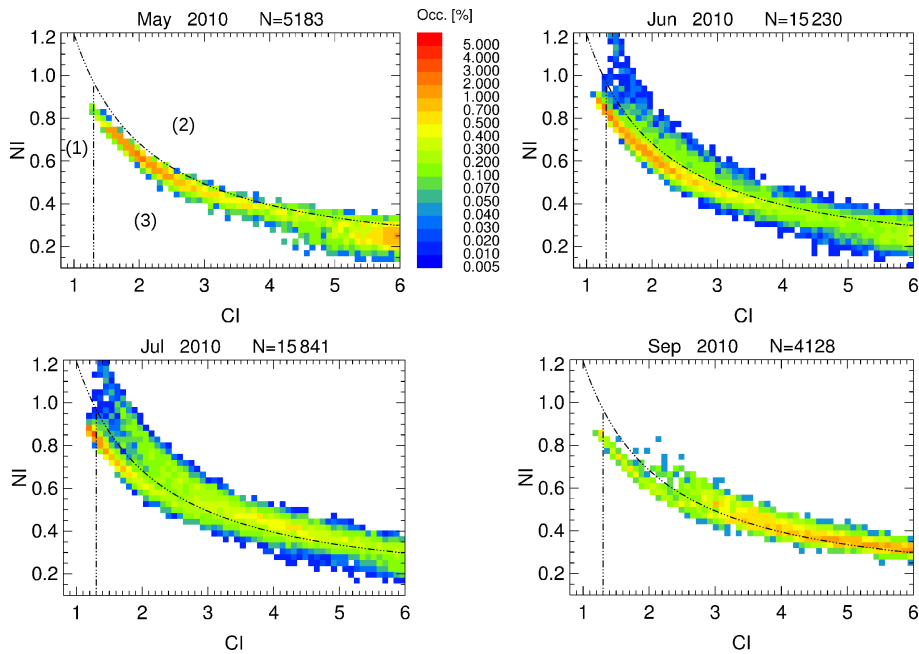 May 2010 N=5183
Occ. [%]
Jun 2010 N=15230
1.2
1.0
0.8
0.6
0.4
0.2
NI
(1)
(2)
(3)
1 2 3 4 5 6
CI
5.000
4.000
3.000
2.000
1.000
0.700
0.500
0.400
0.300
0.200
0.100
0.070
0.050
0.040
0.030
0.020
0.010
0.005
1.2
1.0
0.8
0.6
0.4
0.2
NI
1 2 3 4 5 6
CI
Jul 2010 N=15841
1.2
1.0
0.8
0.6
0.4
0.2
NI
1 2 3 4 5 6
CI
Sep 2010 N=4128
1.2
1.0
0.8
0.6
0.4
0.2
NI
1 2 3 4 5 6
CI